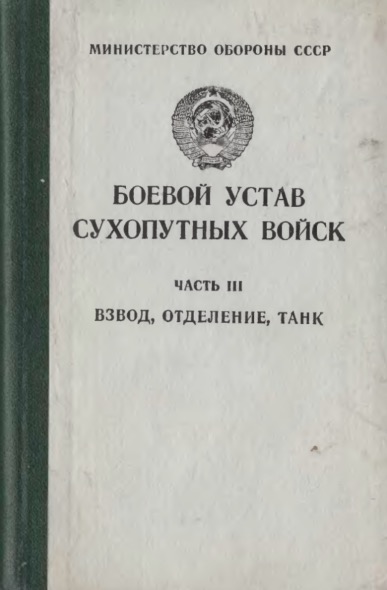 МИНИСТЕРСТВО ОБОРОНЫ СССР
БОЕВОЙ УСТАВ
СУХОПУТНЫХ ВОЙСК
ЧАСТЬ III
ВЗВОД, ОТДЕЛЕНИЕ, ТАНК